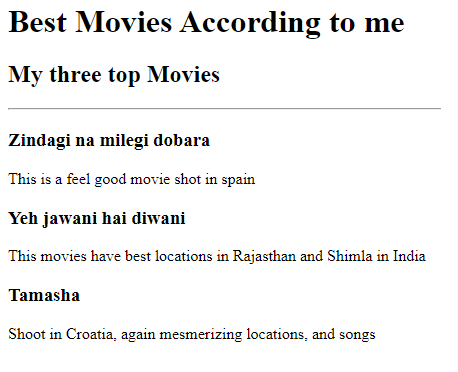 Best Movies According to me
My three top Movies
Zindagi na milegi dobara
This is a feel good movie shot in spain
Yeh jawani hai diwani
This movies have best locations in Rajasthan and Shimla in India
Tamasha
Shoot in Croatia, again mesmerizing locations, and songs